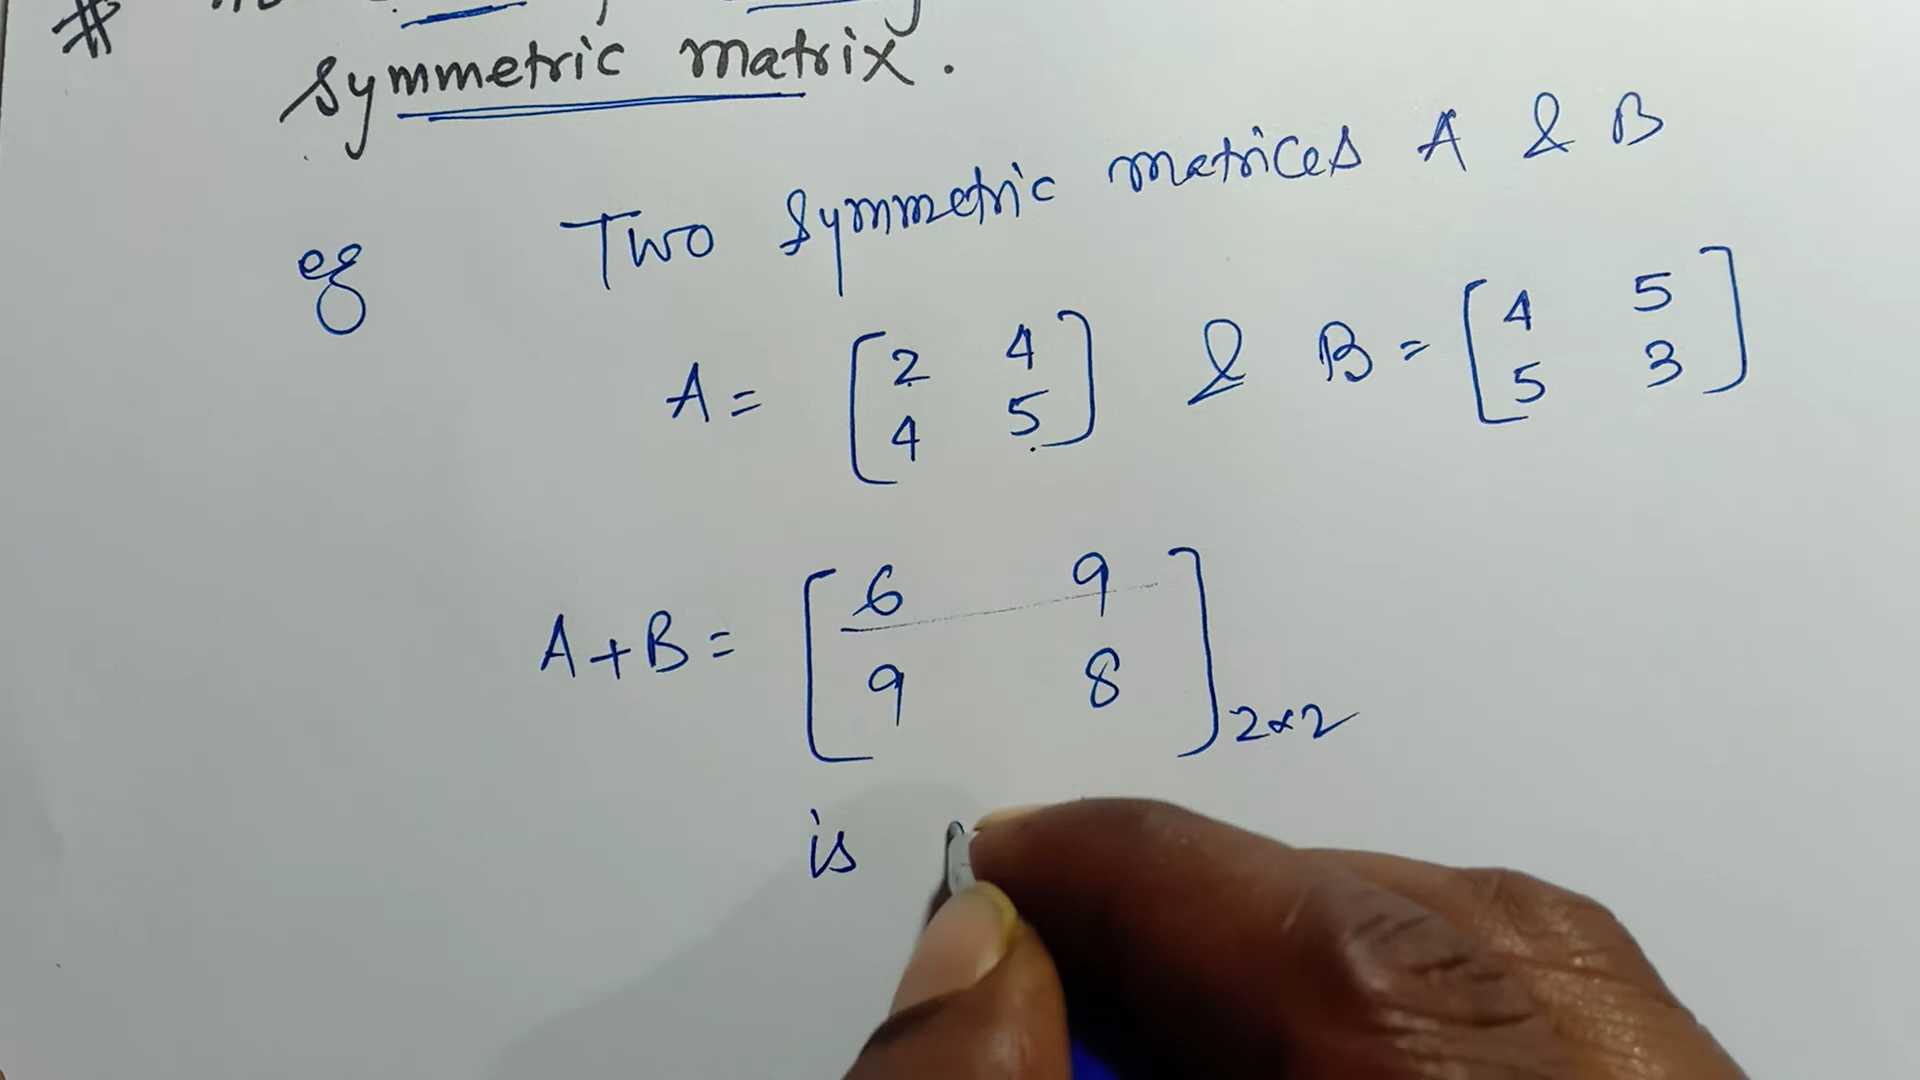 #
symmetric matrix.
eg Two symmetric matrices A & B
A = [ 2 4 & B = [ 4 5
4 5 ] 5 3 ]
A+B = [ 6 9
9 8 ] 2×2
is